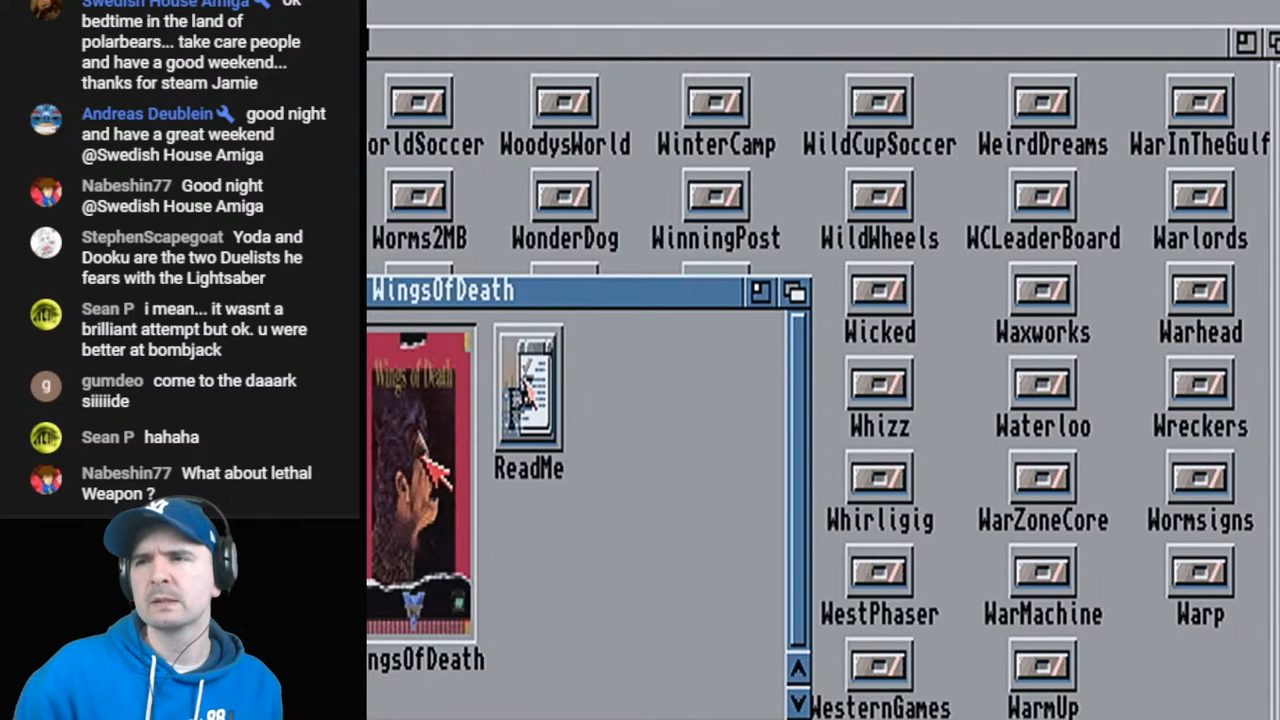 Swedish House Amiga ok
bedtime in the land of
polarbears... take care people
and have a good weekend...
thanks for steam Jamie
Andreas Deublein good night
and have a great weekend
@Swedish House Amiga
Nabeshin77 Good night
@Swedish House Amiga
StephenScapegoat Yoda and
Dooku are the two Duelists he
fears with the Lightsaber
Sean P i mean... it wasnt a
brilliant attempt but ok. u were
better at bombjack
g
gumdeo come to the daaark
siiiiide
Sean P hahaha
Nabeshin77 What about lethal
Weapon ?
orldSoccer WoodysWorld WinterCamp WildCupSoccer WeirdDreams WarInTheGulf
Worms2MB WonderDog WinningPost WildWheels WCLeaderBoard Warlords
WingsOfDeath
Wicked Waxworks Warhead
Wings of Death
ReadMe
Whizz Waterloo Wreckers
Whirligig WarZoneCore Wormsigns
WestPhaser WarMachine Warp
ngsOfDeath
WesternGames WarmUp
98